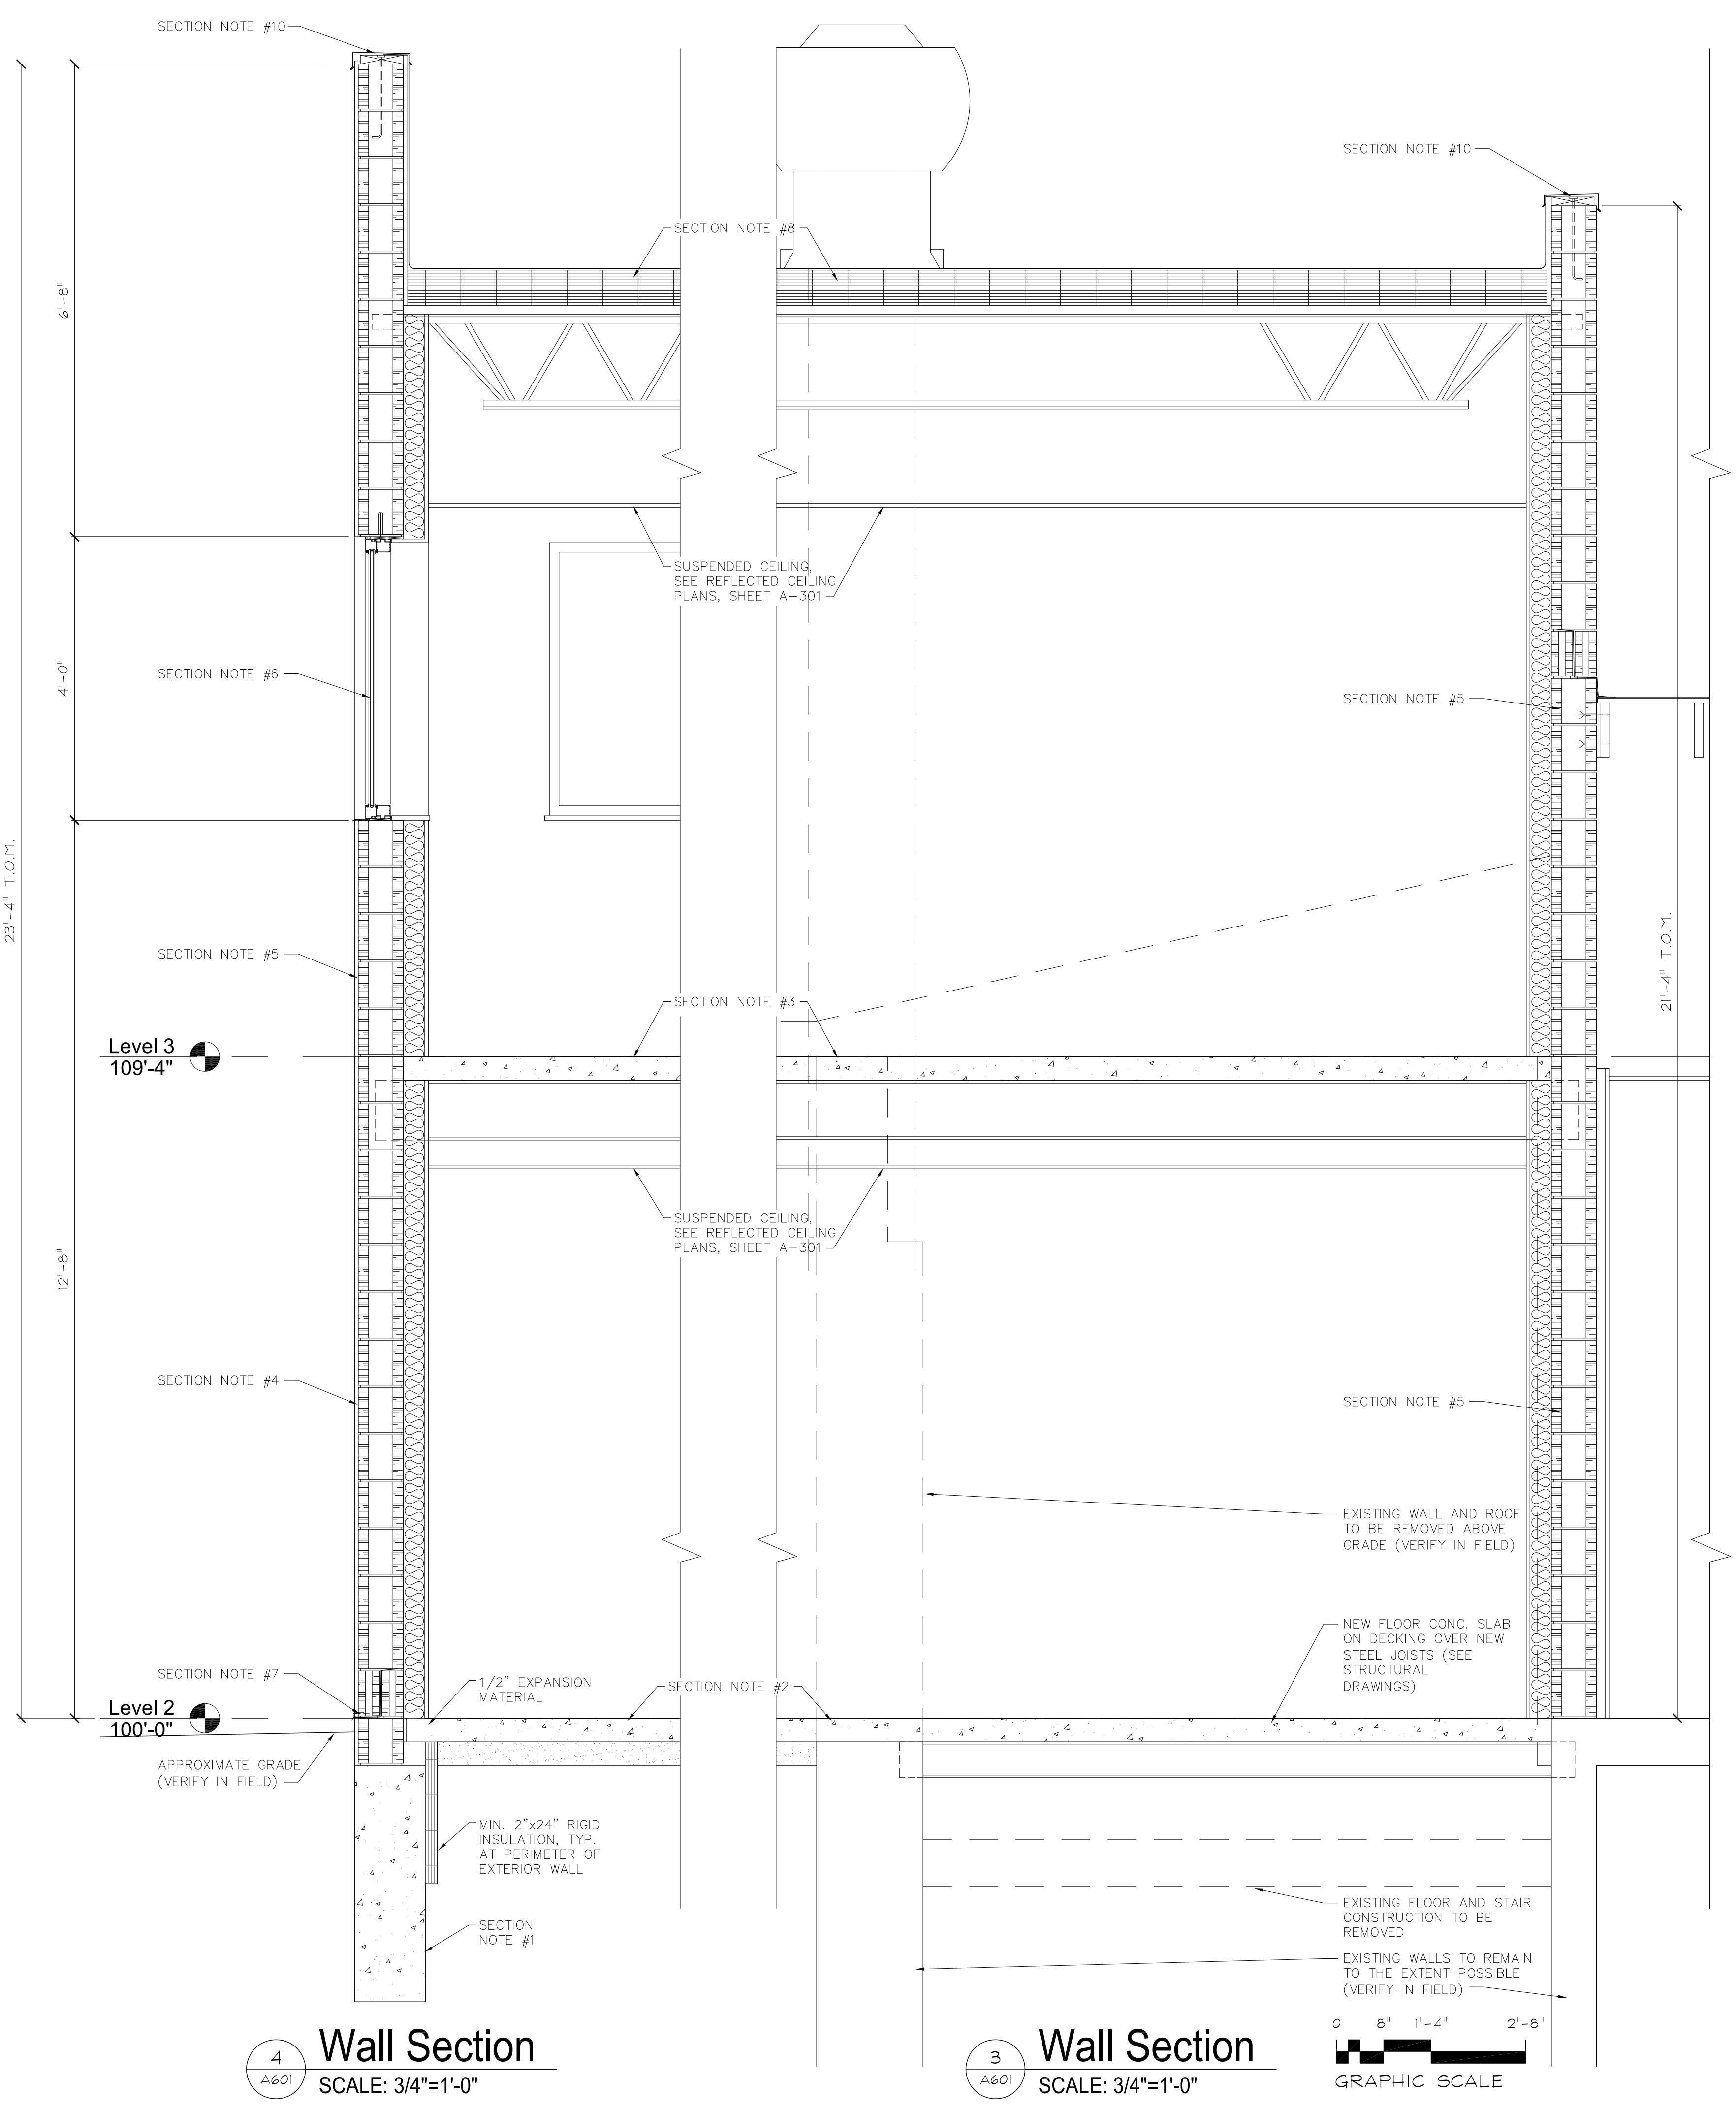 SECTION NOTE #10
SECTION NOTE #10
SECTION NOTE #8
6'-8"
SUSPENDED CEILING,
SEE REFLECTED CEILING
PLANS, SHEET A-301
4'-0"
SECTION NOTE #6
SECTION NOTE #5
23'-4" T.O.M.
SECTION NOTE #5
21'-4" T.O.M.
SECTION NOTE #3
Level 3
109'-4"
SUSPENDED CEILING,
SEE REFLECTED CEILING
PLANS, SHEET A-301
12'-8"
SECTION NOTE #4
SECTION NOTE #5
EXISTING WALL AND ROOF
TO BE REMOVED ABOVE
GRADE (VERIFY IN FIELD)
NEW FLOOR CONC. SLAB
ON DECKING OVER NEW
STEEL JOISTS (SEE
STRUCTURAL
DRAWINGS)
SECTION NOTE #7
1/2" EXPANSION
MATERIAL
SECTION NOTE #2
Level 2
100'-0"
APPROXIMATE GRADE
(VERIFY IN FIELD)
MIN. 2"x24" RIGID
INSULATION, TYP.
AT PERIMETER OF
EXTERIOR WALL
EXISTING FLOOR AND STAIR
CONSTRUCTION TO BE
REMOVED
SECTION
NOTE #1
EXISTING WALLS TO REMAIN
TO THE EXTENT POSSIBLE
(VERIFY IN FIELD)
4
A601
Wall Section
SCALE: 3/4"=1'-0"
3
A601
Wall Section
SCALE: 3/4"=1'-0"
0 8" 1'-4" 2'-8"
GRAPHIC SCALE